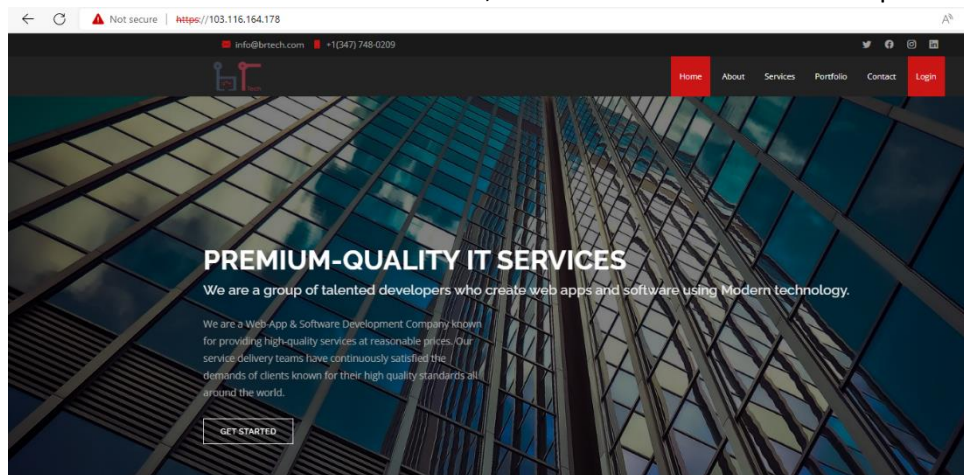 Not secure | https://103.116.164.178
info@brtech.com +1(347) 748-0209
br Tech
Home About Services Portfolio Contact Login
PREMIUM-QUALITY IT SERVICES
We are a group of talented developers who create web apps and software using Modern technology.
We are a Web-App & Software Development Company known
for providing high-quality services at reasonable prices. Our
service delivery teams have continuously satisfied the
demands of clients known for their high quality standards all
around the world.
GET STARTED